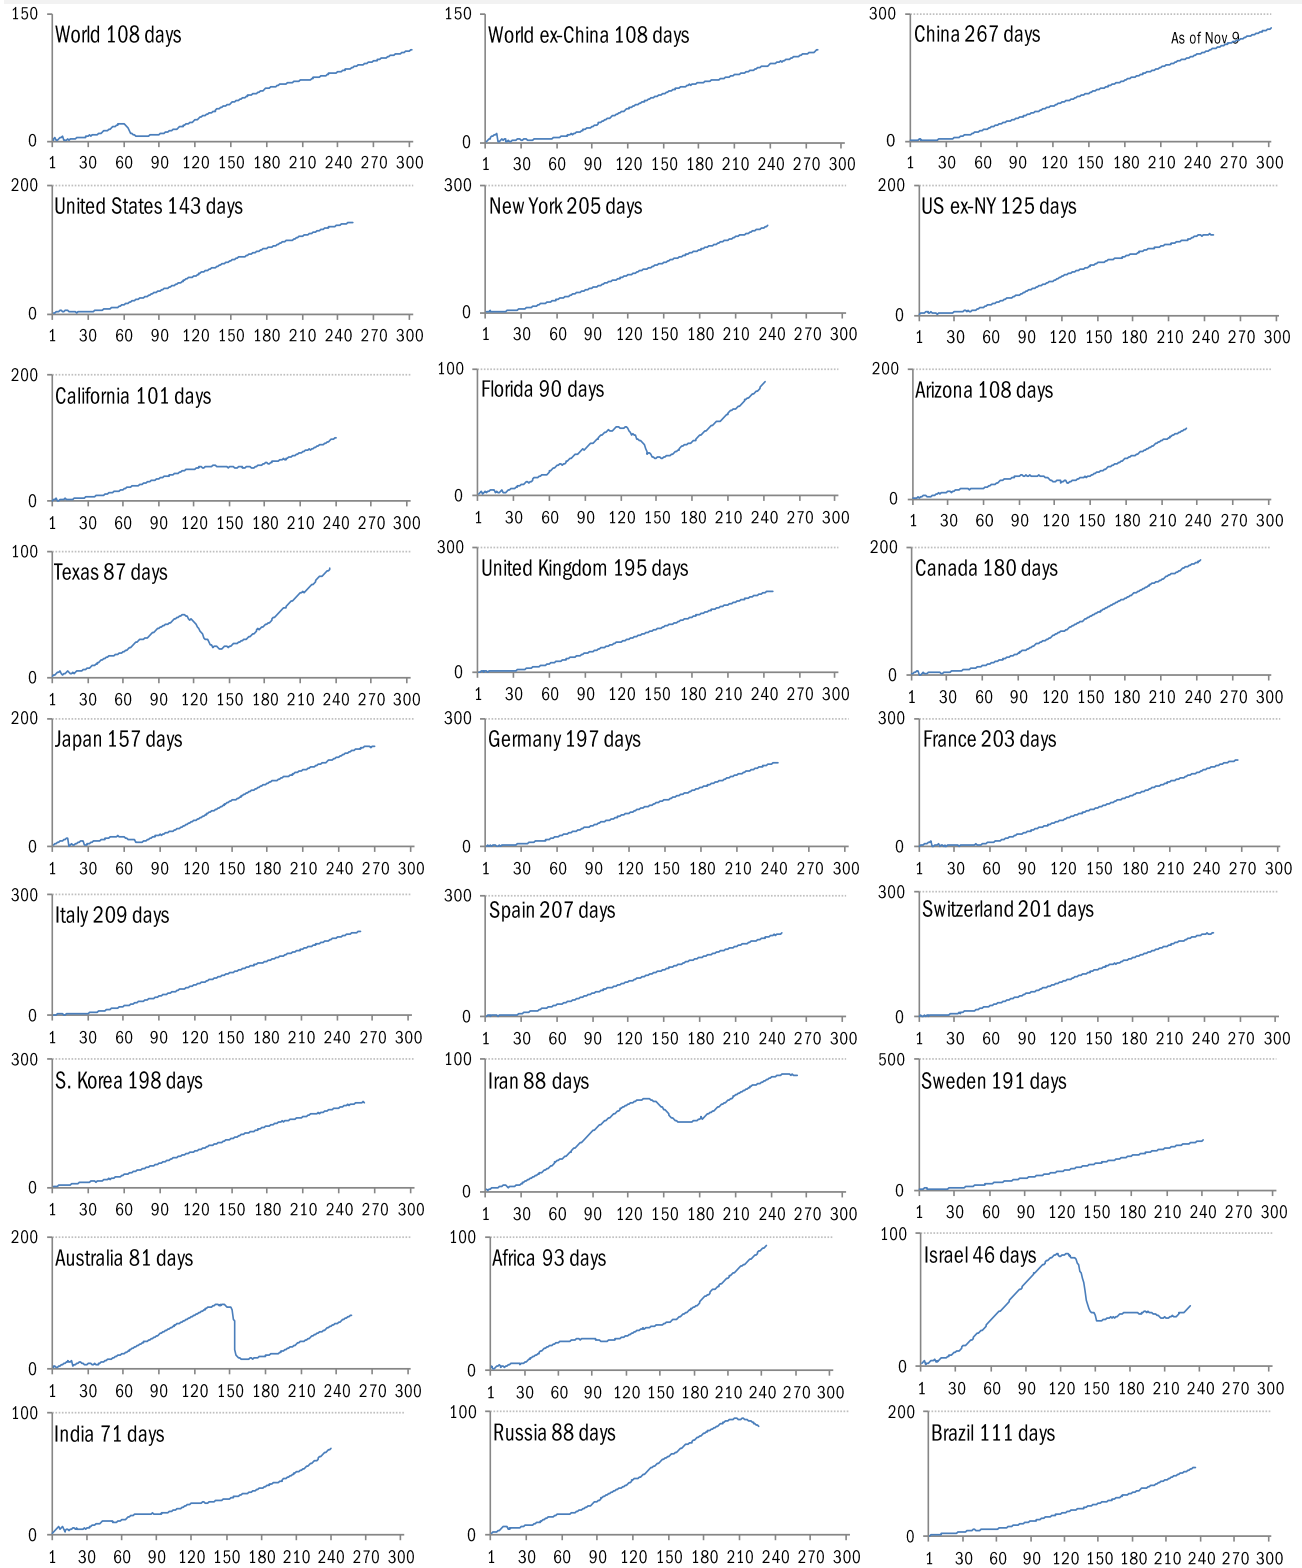 150
World 108 days
0
1 30 60 90 120 150 180 210 240 270 300
150
World ex-China 108 days
0
1 30 60 90 120 150 180 210 240 270 300
300
China 267 days
As of Nov 9
0
1 30 60 90 120 150 180 210 240 270 300
200
United States 143 days
0
1 30 60 90 120 150 180 210 240 270 300
300
New York 205 days
0
1 30 60 90 120 150 180 210 240 270 300
200
US ex-NY 125 days
0
1 30 60 90 120 150 180 210 240 270 300
200
California 101 days
0
1 30 60 90 120 150 180 210 240 270 300
100
Florida 90 days
0
1 30 60 90 120 150 180 210 240 270 300
200
Arizona 108 days
0
1 30 60 90 120 150 180 210 240 270 300
100
Texas 87 days
0
1 30 60 90 120 150 180 210 240 270 300
300
United Kingdom 195 days
0
1 30 60 90 120 150 180 210 240 270 300
200
Canada 180 days
0
1 30 60 90 120 150 180 210 240 270 300
200
Japan 157 days
0
1 30 60 90 120 150 180 210 240 270 300
300
Germany 197 days
0
1 30 60 90 120 150 180 210 240 270 300
300
France 203 days
0
1 30 60 90 120 150 180 210 240 270 300
300
Italy 209 days
0
1 30 60 90 120 150 180 210 240 270 300
300
Spain 207 days
0
1 30 60 90 120 150 180 210 240 270 300
300
Switzerland 201 days
0
1 30 60 90 120 150 180 210 240 270 300
300
S. Korea 198 days
0
1 30 60 90 120 150 180 210 240 270 300
100
Iran 88 days
0
1 30 60 90 120 150 180 210 240 270 300
500
Sweden 191 days
0
1 30 60 90 120 150 180 210 240 270 300
200
Australia 81 days
0
1 30 60 90 120 150 180 210 240 270 300
100
Africa 93 days
0
1 30 60 90 120 150 180 210 240 270 300
100
Israel 46 days
0
1 30 60 90 120 150 180 210 240 270 300
100
India 71 days
0
1 30 60 90 120 150 180 210 240 270 300
100
Russia 88 days
0
1 30 60 90 120 150 180 210 240 270 300
200
Brazil 111 days
0
1 30 60 90 120 150 180 210 240 270 300